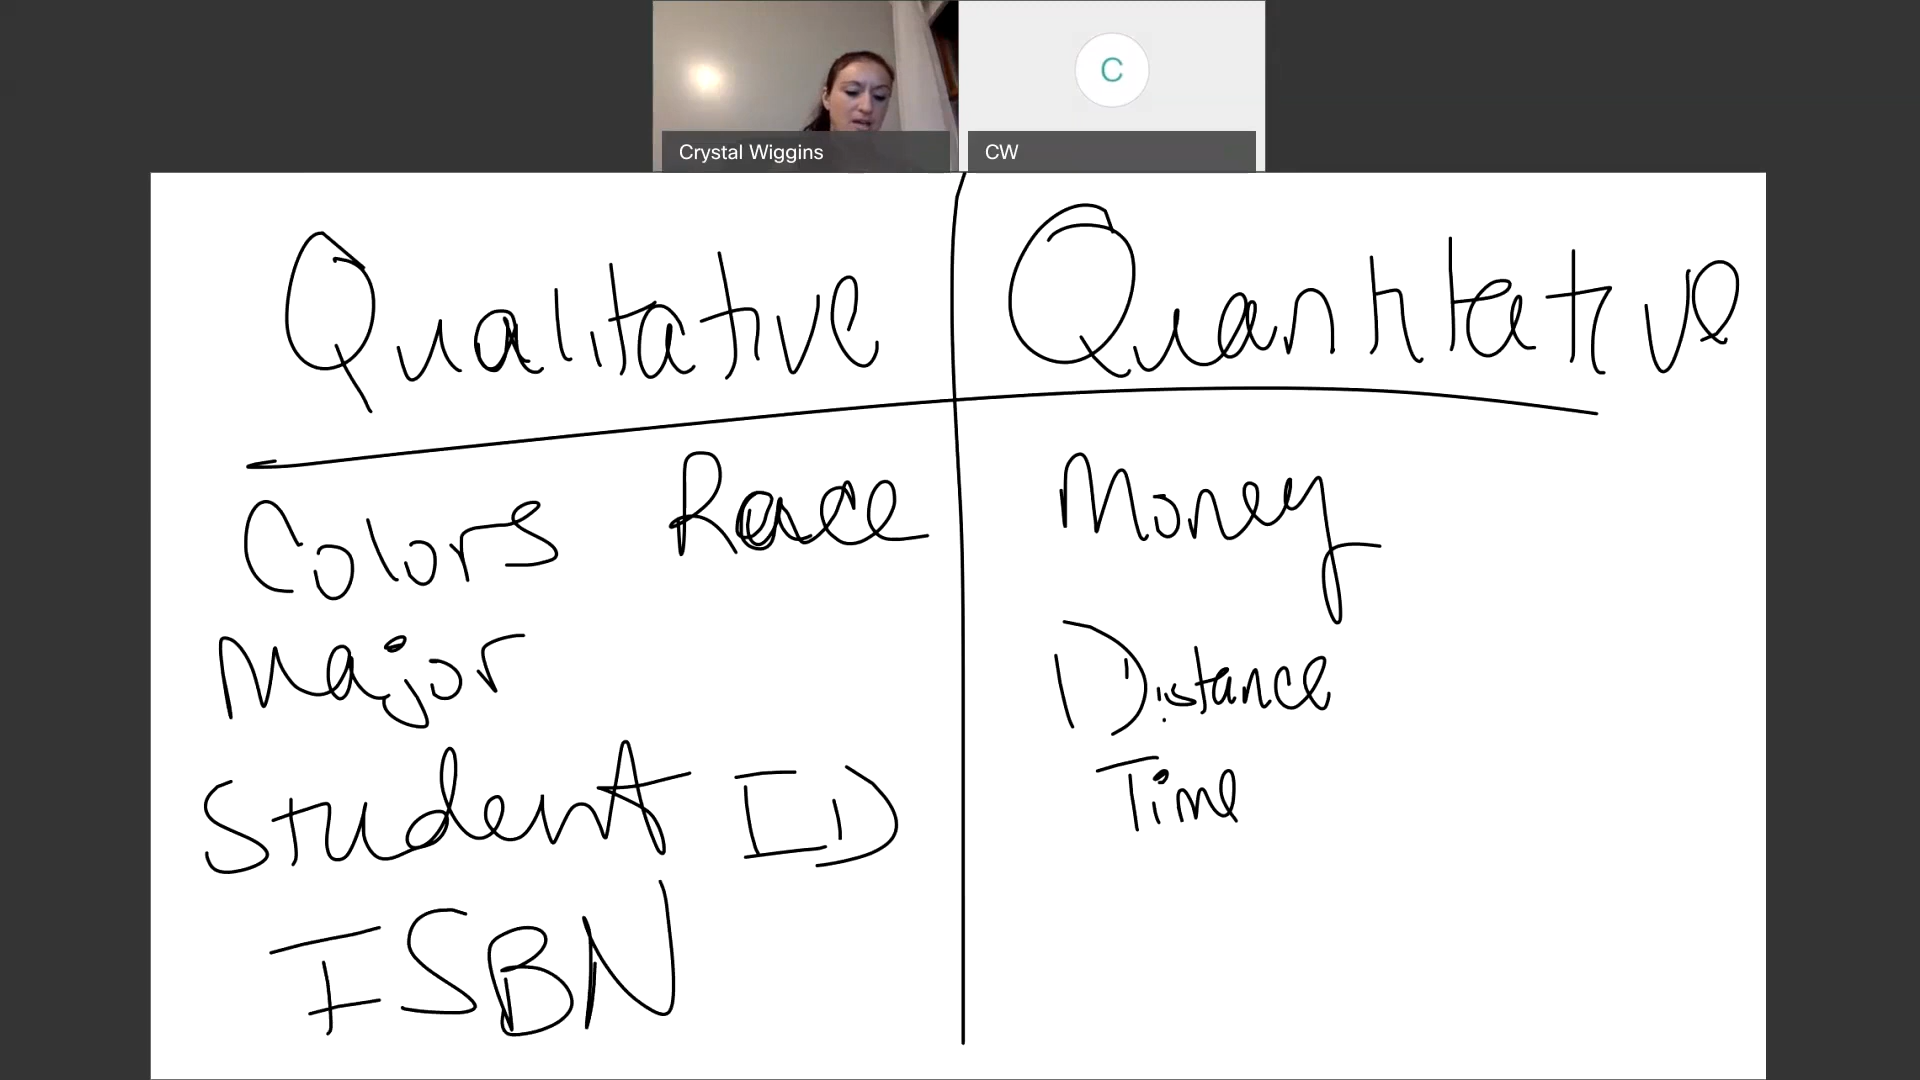 C
Crystal Wiggins
CW
Qualitative
Quantitative
Colors Race
Major
Student ID
ISBN
Money
Distance
Time